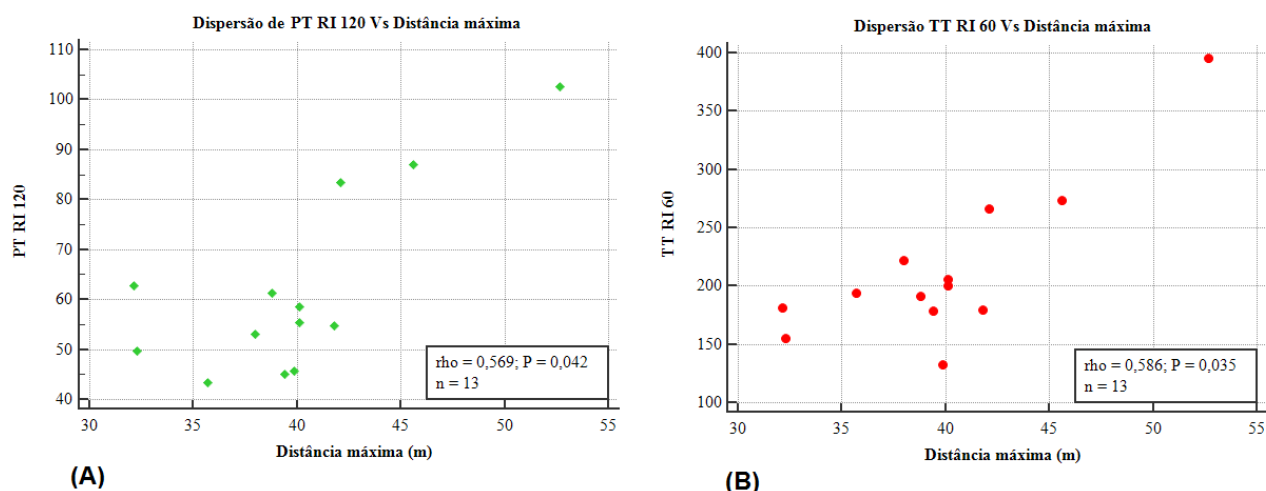 Dispersão de PT RI 120 Vs Distância máxima
110
100
90
80
70
60
50
40
PT RI 120
30
35
40
45
50
55
Distância máxima (m)
rho = 0,569; P = 0,042
n = 13
(A)
Dispersão TT RI 60 Vs Distância máxima
400
350
300
250
200
150
100
TT RI 60
30
35
40
45
50
55
Distância máxima (m)
rho = 0,586; P = 0,035
n = 13
(B)